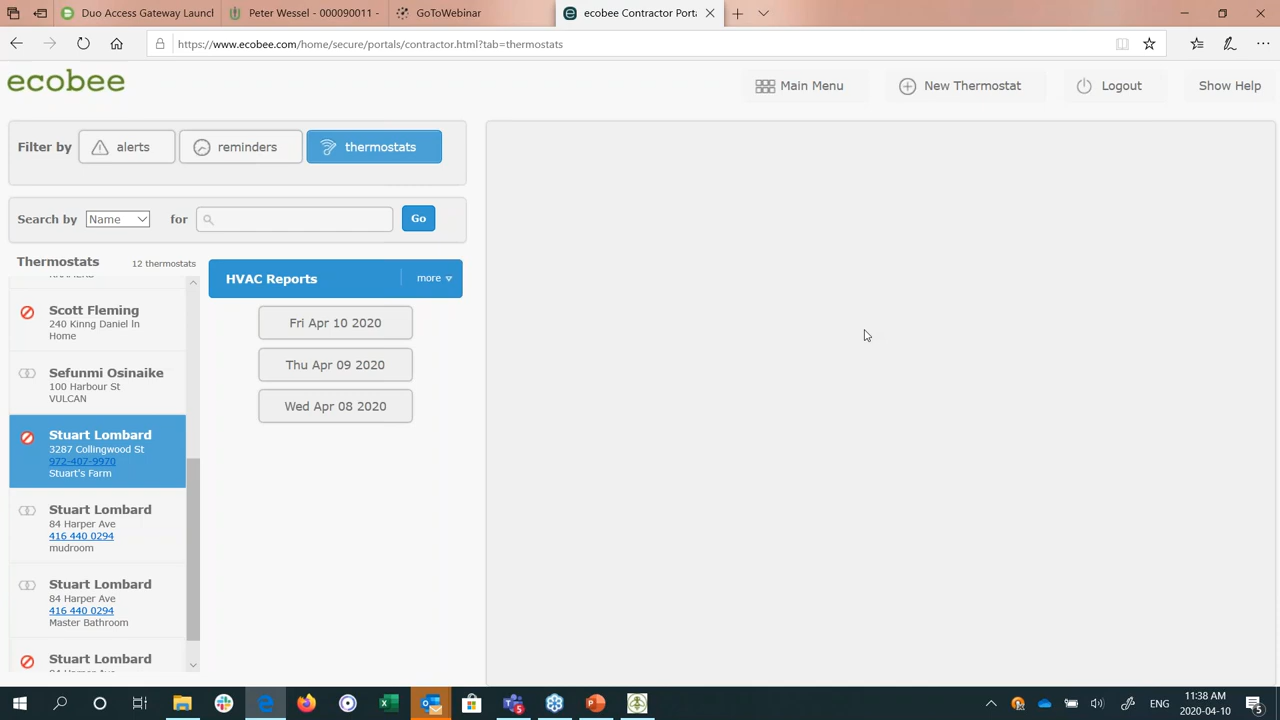 Duo Access Gateway Launcl
Peter Wessel — 000090011 -
GoToWebinar
ecobee Contractor Porta
https://www.ecobee.com/home/secure/portals/contractor.html?tab=thermostats
ecobee
Main Menu
New Thermostat
Logout
Show Help
Filter by
alerts
reminders
thermostats
Search by
Name
for
Go
Thermostats
12 thermostats
HVAC Reports
more
Scott Fleming
240 Kinng Daniel ln
Home
Sefunmi Osinaike
100 Harbour St
VULCAN
Stuart Lombard
3287 Collingwood St
972-407-9970
Stuart's Farm
Stuart Lombard
84 Harper Ave
416 440 0294
mudroom
Stuart Lombard
84 Harper Ave
416 440 0294
Master Bathroom
Stuart Lombard
Fri Apr 10 2020
Thu Apr 09 2020
Wed Apr 08 2020
ENG
11:38 AM
2020-04-10
5